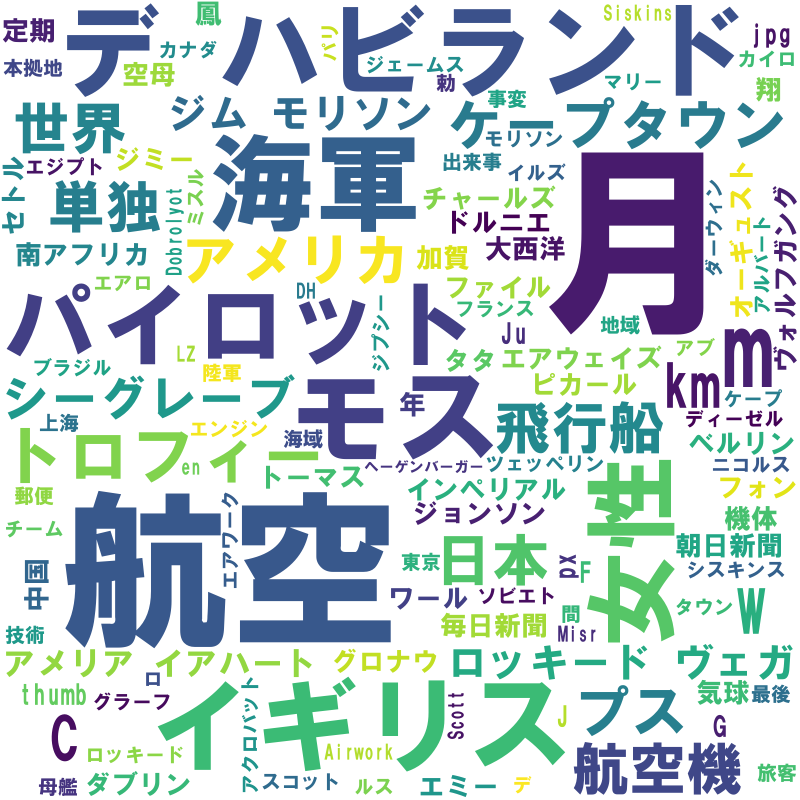 鳳
Siskins
定期
カナダ
パリ
デ ハビランド
jpg
本拠地
空母
ジェームス
勅
マリー
カイロ
翔
世界
ジム モリソン
事変
ケープタウン
モリソン
エジプト
ジミー
海軍
出来事
イルズ
月
セトル
単独
Dobrolyot
ミスル
チャールズ
ドルニエ
ダーウィン
オーギュスト
アルバート
ヴォルフガング
南アフリカ
アメリカ
加賀
大西洋
エアロ
パイロット
DH
ジプシー
ファイル
フランス
Ju
地域
m
ブラジル
LZ
陸軍
タタ エアウェイズ
アブ
シーグレーブ
モス
年
ピカール
km
ケープ
上海
エンジン
海域
飛行船
ディーゼル
トロフィー
en
ヘーゲンバーガー
ツェッペリン
ベルリン
ニコルス
郵便
トーマス
インペリアル
女性
フォン
チーム
航空
エアワーク
ジョンソン
機体
中国
東京
日本
px
F
朝日新聞
シスキンス
ワール
ソビエト
間
タウン
W
技術
毎日新聞
Misr
アメリア イアハート
グロナウ
ロッキード ヴェガ
ロ
thumb
グラーフ
イギリス
Scott
プス
気球
最後
C
アクロバット
J
G
ロッキード
Airwork
航空機
母艦
ダブリン
スコット
ルス
エミー
デ
旅客